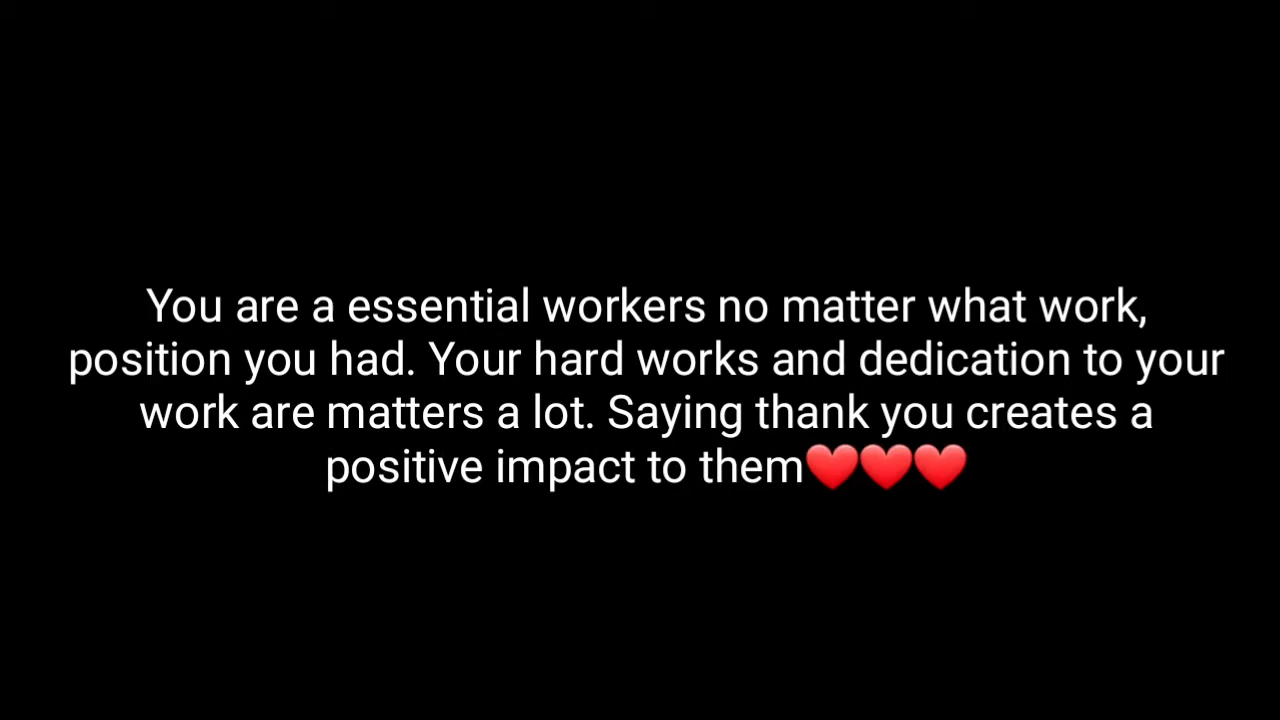 You are a essential workers no matter what work,
position you had. Your hard works and dedication to your
work are matters a lot. Saying thank you creates a
positive impact to them❤️❤️❤️